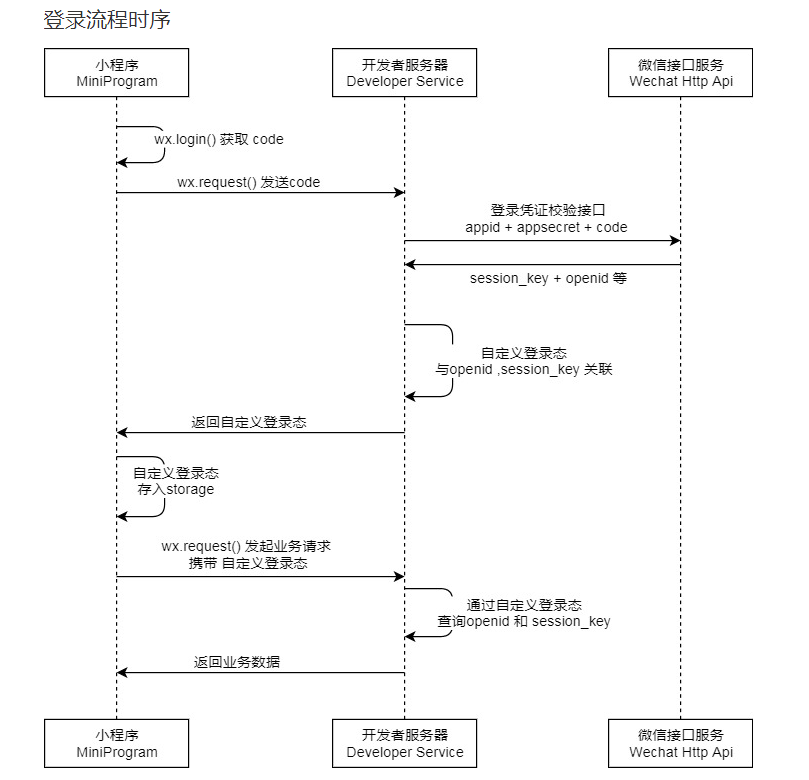 登录流程时序
小程序
MiniProgram
开发者服务器
Developer Service
微信接口服务
Wechat Http Api
wx.login() 获取 code
wx.request() 发送code
登录凭证校验接口
appid + appsecret + code
session_key + openid 等
自定义登录态
与openid ,session_key 关联
返回自定义登录态
自定义登录态
存入storage
wx.request() 发起业务请求
携带 自定义登录态
通过自定义登录态
查询openid 和 session_key
返回业务数据
小程序
MiniProgram
开发者服务器
Developer Service
微信接口服务
Wechat Http Api